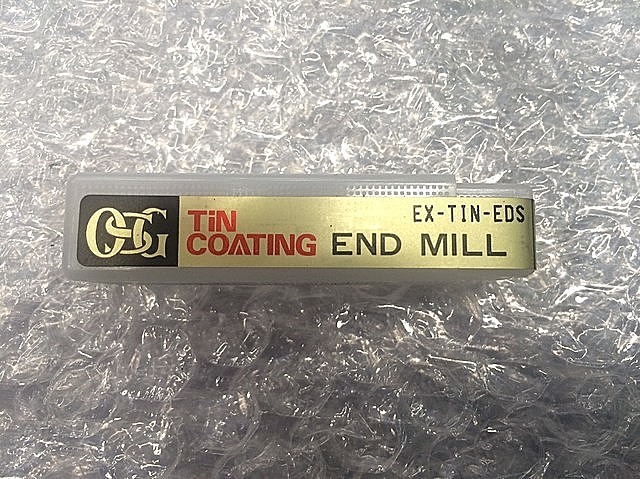 OSG
TiN
COATING END MILL
EX-TIN-EDS